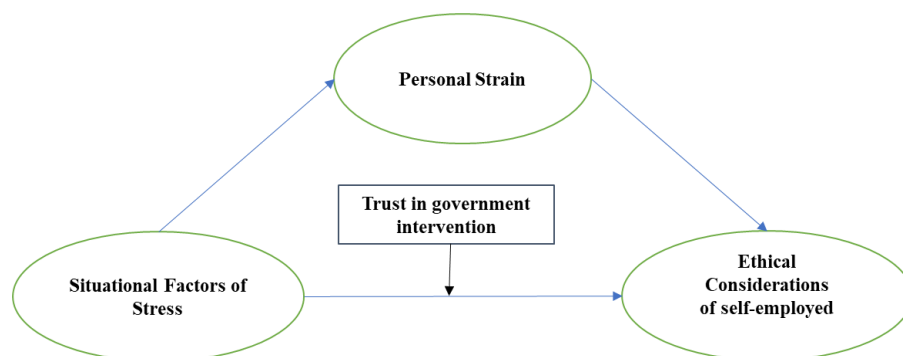 Personal Strain
Trust in government
intervention
Situational Factors of
Stress
Ethical
Considerations
of self-employed